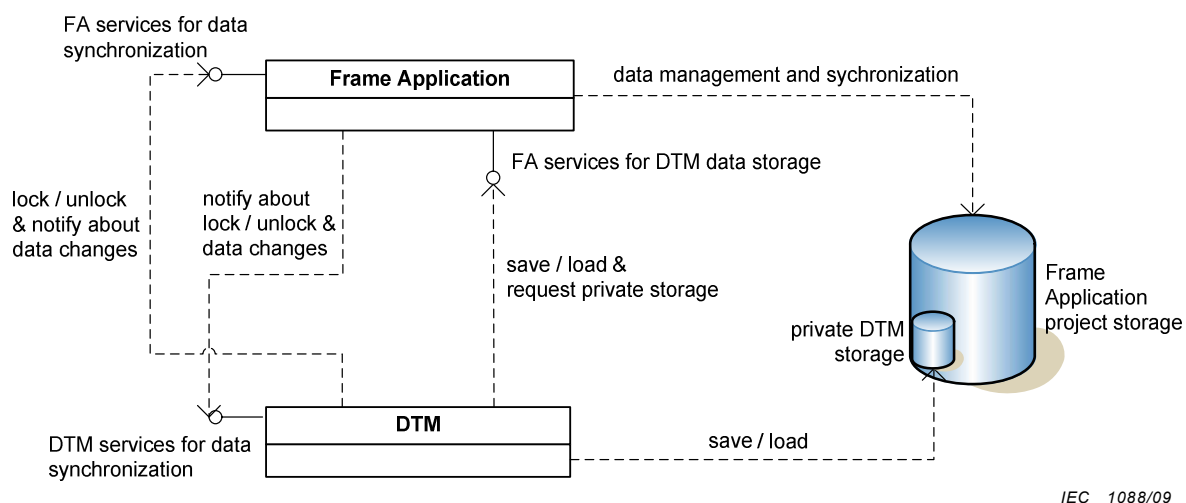 FA services for data
synchronization
Frame Application
data management and sychronization
FA services for DTM data storage
lock / unlock
& notify about
data changes
notify about
lock / unlock &
data changes
save / load &
request private storage
Frame
Application
project storage
private DTM
storage
DTM
DTM services for data
synchronization
save / load
IEC 1088/09